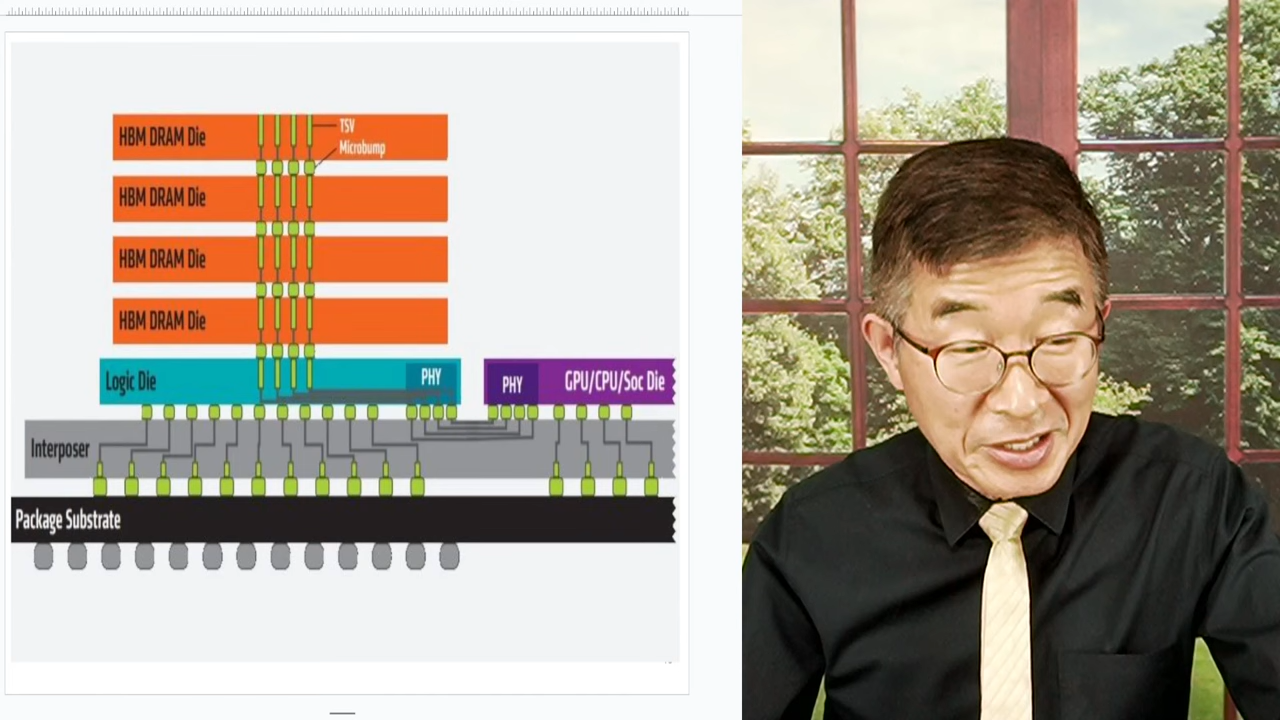 HBM DRAM Die
TSV
Microbump
HBM DRAM Die
HBM DRAM Die
HBM DRAM Die
Logic Die
PHY
PHY
GPU/CPU/Soc Die
Interposer
Package Substrate